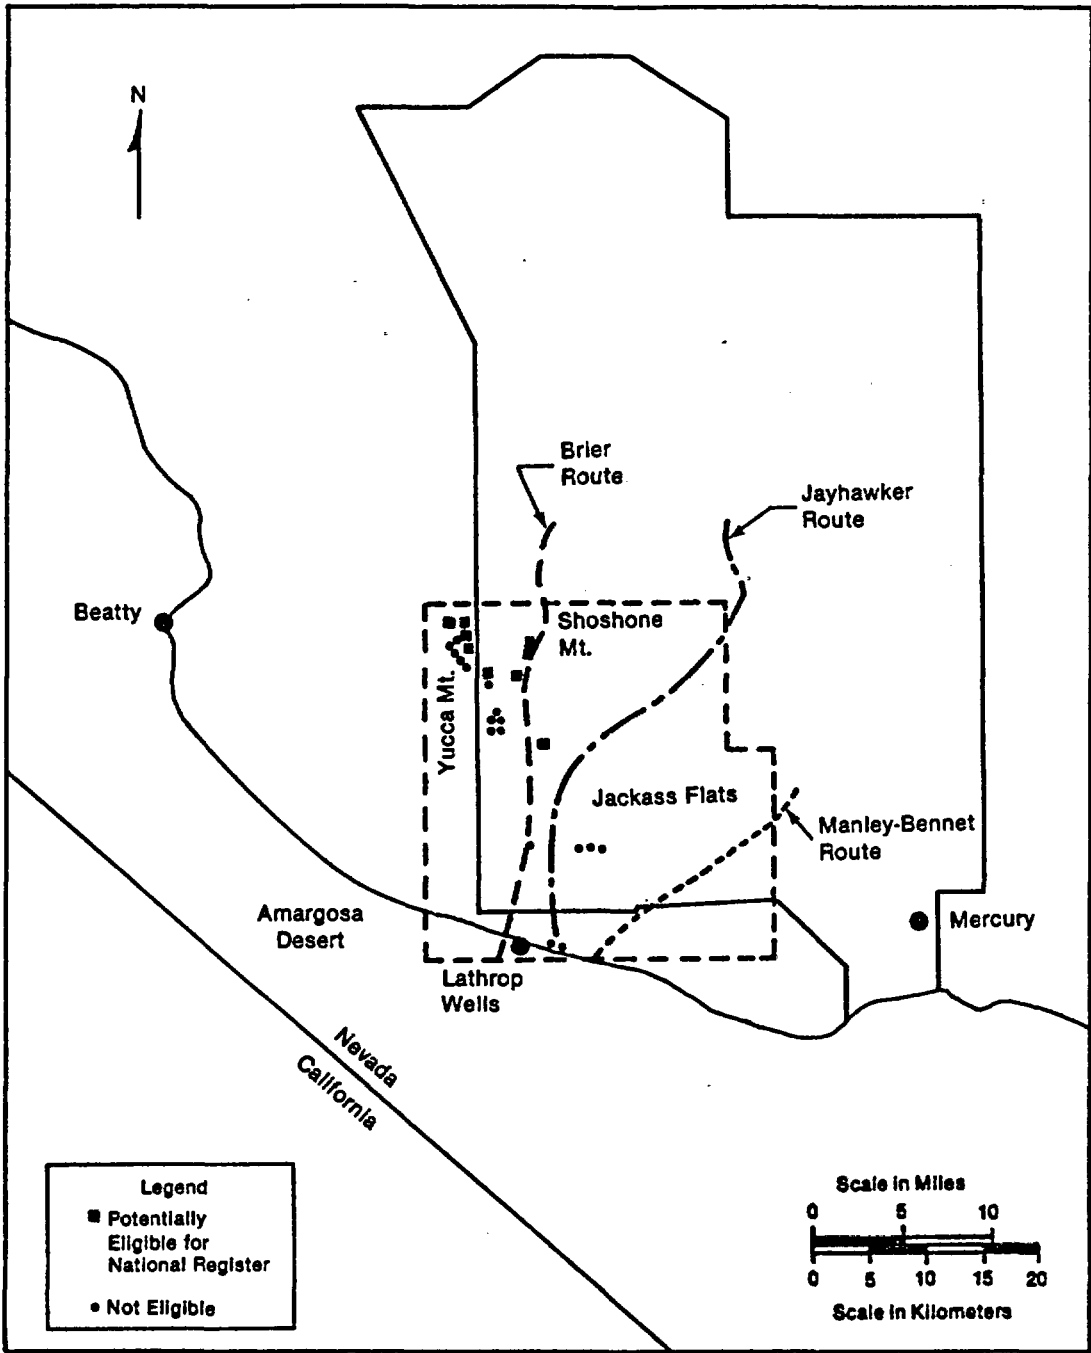 N
Brier
Route
Jayhawker
Route
Beatty
Shoshone
Mt.
Yucca Mt.
Jackass Flats
Manley-Bennet
Route
Amargosa
Desert
Mercury
Lathrop
Wells
Nevada
California
Legend
Potentially
Eligible for
National Register
Not Eligible
Scale in Miles
0 5 10
0 5 10 15 20
Scale in Kilometers